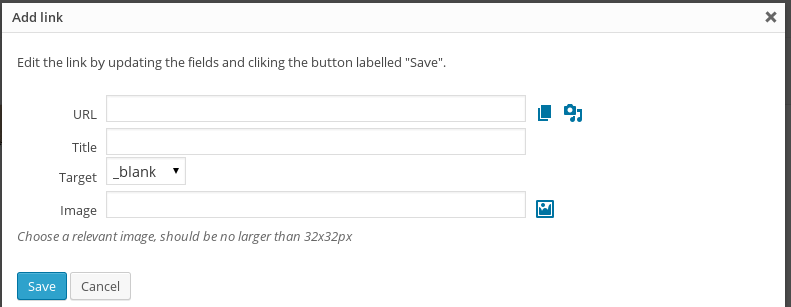 Add link
Edit the link by updating the fields and cliking the button labelled "Save".
URL
Title
Target _blank
Image
Choose a relevant image, should be no larger than 32x32px
Save Cancel